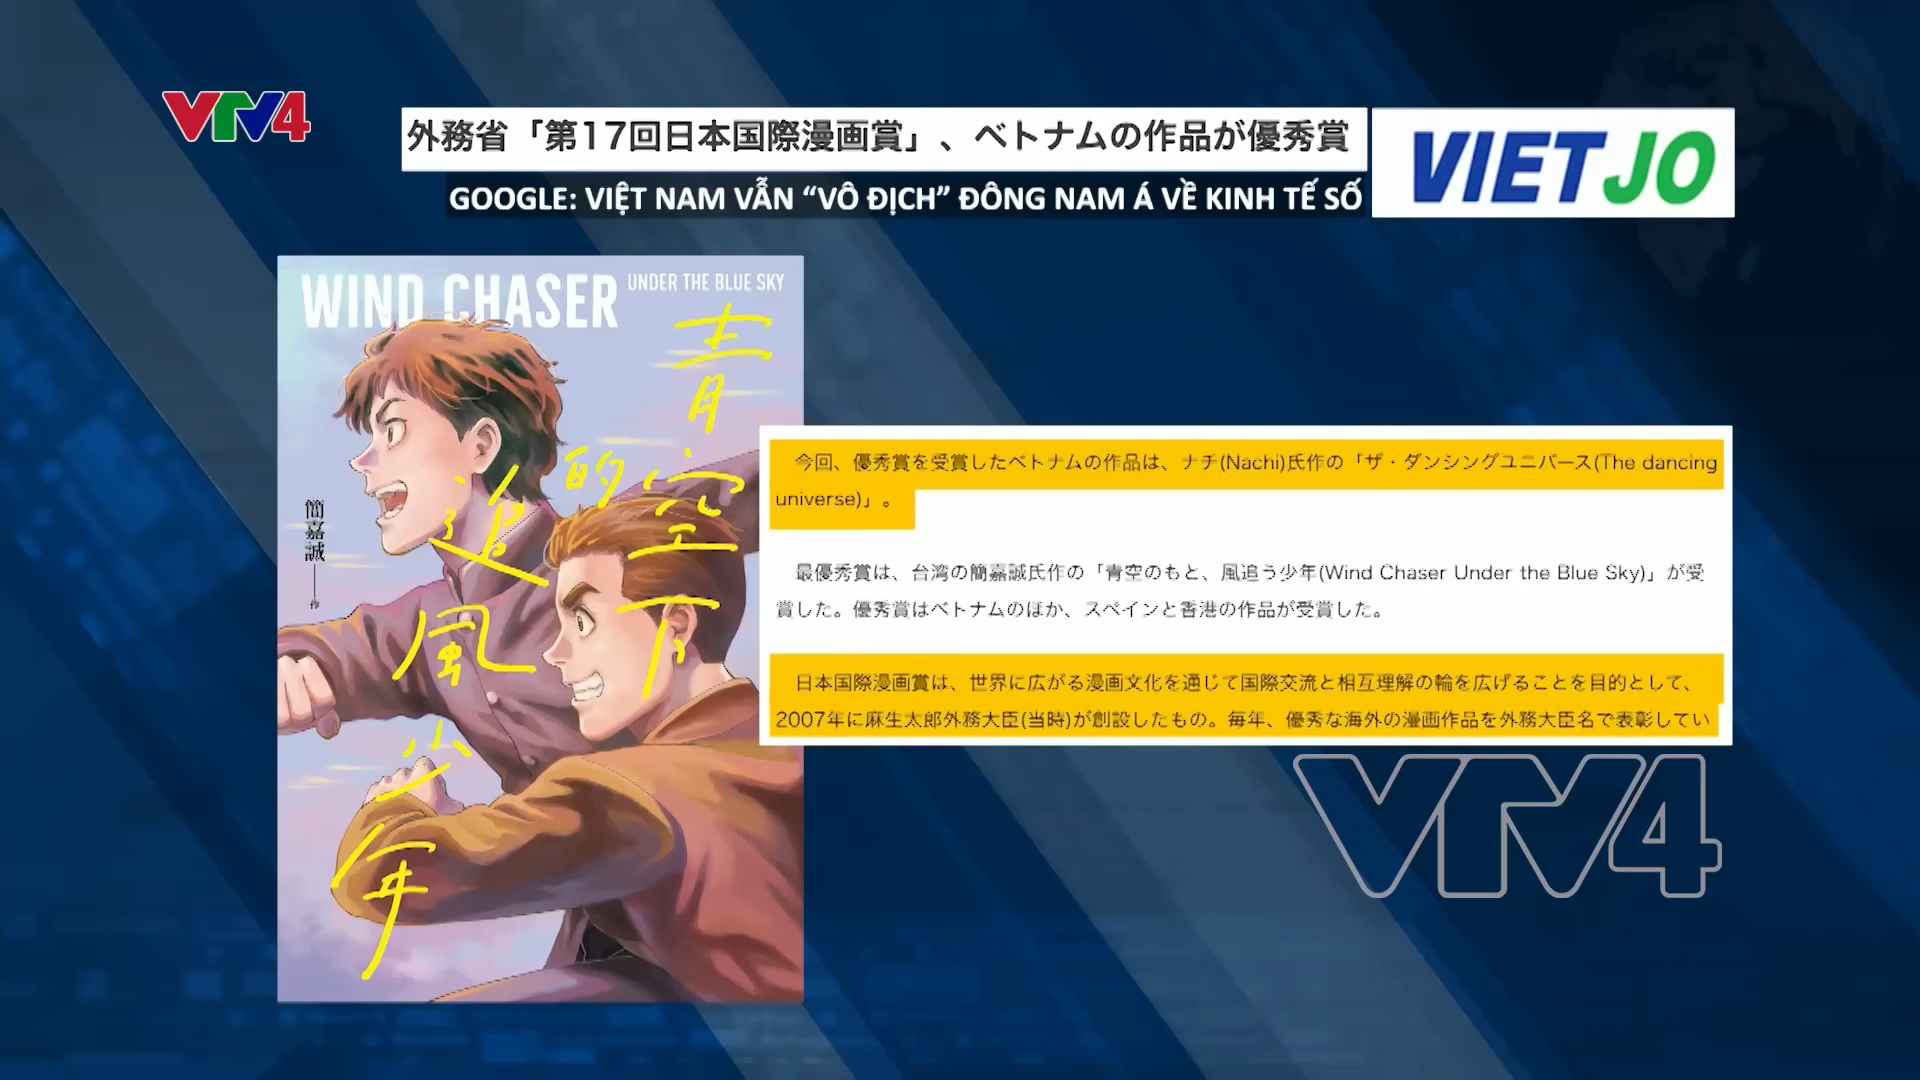 VTV4
外務省「第17回日本国際漫画賞」、ベトナムの作品が優秀賞
VIETJO
GOOGLE: VIỆT NAM VẪN “VÔ ĐỊCH” ĐÔNG NAM Á VỀ KINH TẾ SỐ
WIND CHASER UNDER THE BLUE SKY
青空下
的
追風少年
簡嘉誠—作
今回、優秀賞を受賞したベトナムの作品は、ナチ(Nachi)氏作の「ザ・ダンシングユニバース(The dancing
universe)」。
最優秀賞は、台湾の簡嘉誠氏作の「青空のもと、風追う少年(Wind Chaser Under the Blue Sky)」が受
賞した。優秀賞はベトナムのほか、スペインと香港の作品が受賞した。
日本国際漫画賞は、世界に広がる漫画文化を通じて国際交流と相互理解の輪を広げることを目的として、
2007年に麻生太郎外務大臣(当時)が創設したもの。毎年、優秀な海外の漫画作品を外務大臣名で表彰してい
VTV4